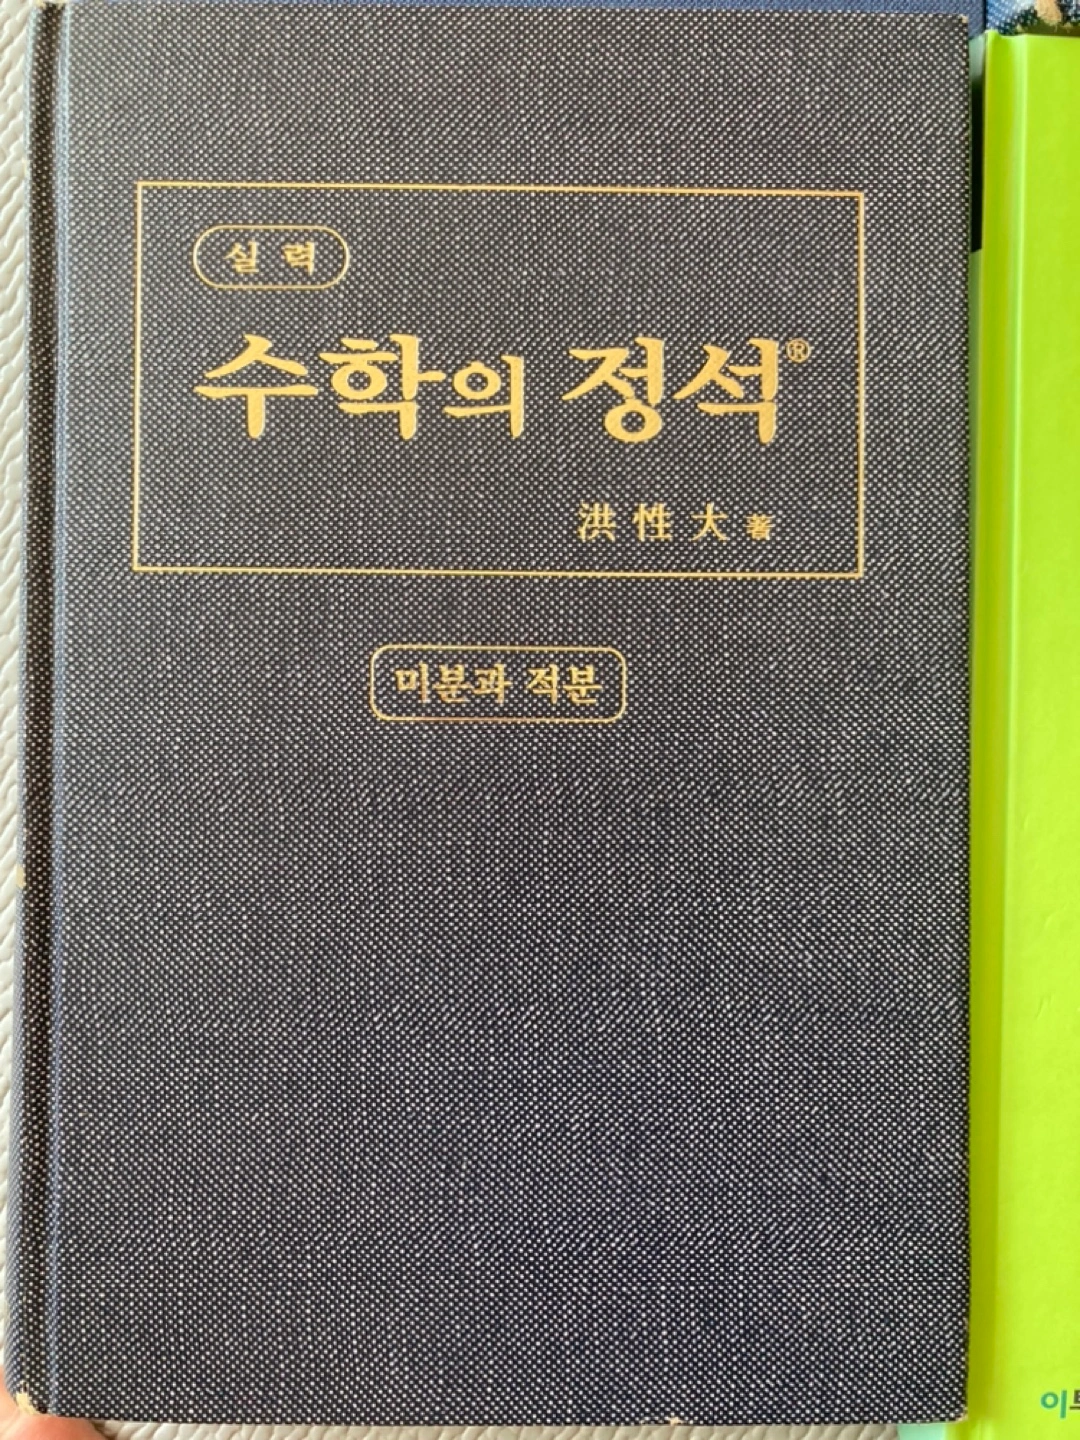 실력
수학의 정석®
洪性大 著
미분과 적분